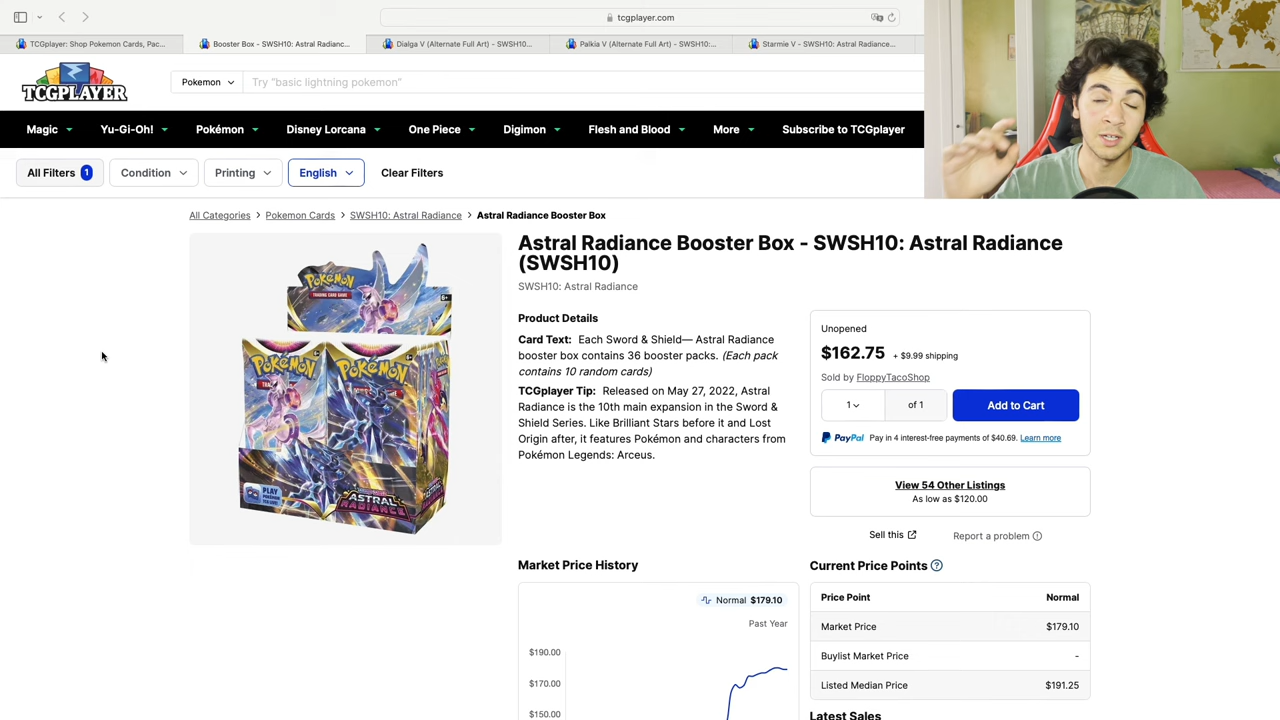 tcgplayer.com
TCGplayer: Shop Pokemon Cards, Pac...
Booster Box - SWSH10: Astral Radianc...
Dialga V (Alternate Full Art) - SWSH10...
Palkia V (Alternate Full Art) - SWSH10:...
Starmie V - SWSH10: Astral Radiance...
TCGPLAYER
Pokemon
Try "basic lightning pokemon"
Magic
Yu-Gi-Oh!
Pokémon
Disney Lorcana
One Piece
Digimon
Flesh and Blood
More
Subscribe to TCGplayer
All Filters 1
Condition
Printing
English
Clear Filters
All Categories > Pokemon Cards > SWSH10: Astral Radiance > Astral Radiance Booster Box
POKéMON
TRADING CARD GAME
6+
POKéMON
POKéMON
PLAY
ASTRAL
RADIANCE
Astral Radiance Booster Box - SWSH10: Astral Radiance
(SWSH10)
SWSH10: Astral Radiance
Product Details
Card Text: Each Sword & Shield— Astral Radiance
booster box contains 36 booster packs. (Each pack
contains 10 random cards)
TCGplayer Tip: Released on May 27, 2022, Astral
Radiance is the 10th main expansion in the Sword &
Shield Series. Like Brilliant Stars before it and Lost
Origin after, it features Pokémon and characters from
Pokémon Legends: Arceus.
Unopened
$162.75 + $9.99 shipping
Sold by FloppyTacoShop
1 of 1
Add to Cart
PayPal Pay in 4 interest-free payments of $40.69. Learn more
View 54 Other Listings
As low as $120.00
Sell this
Report a problem
Market Price History
Normal $179.10
Past Year
$190.00
$170.00
$150.00
Current Price Points ?
Price Point Normal
Market Price $179.10
Buylist Market Price -
Listed Median Price $191.25
Latest Sales